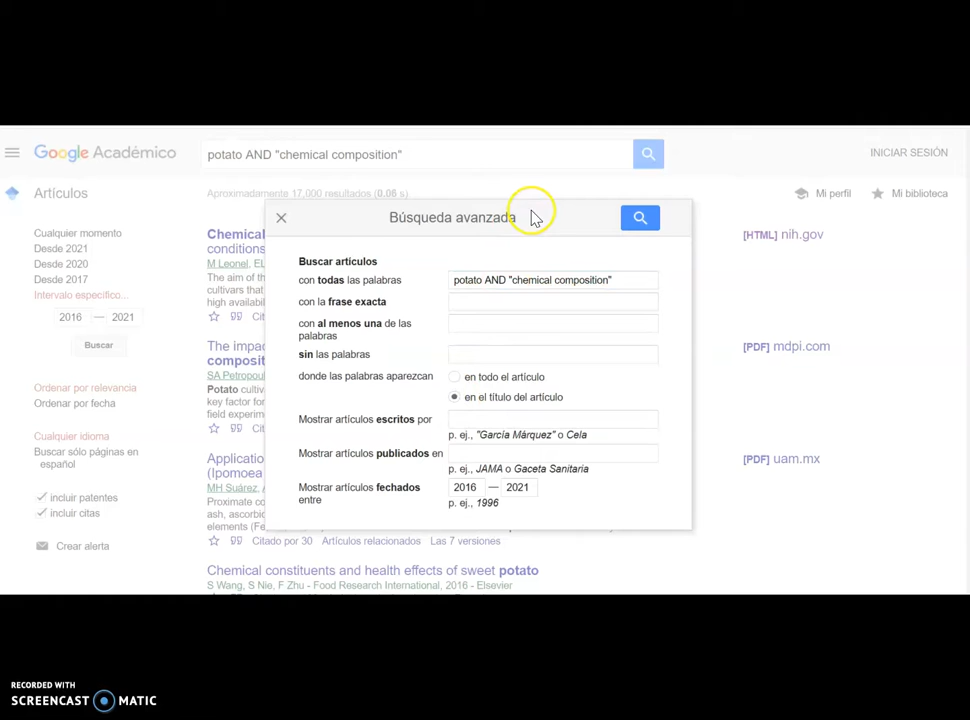 Google Académico
potato AND "chemical composition"
INICIAR SESIÓN
Artículos
Aproximadamente 17,000 resultados (0.06 s)
Mi perfil
Mi biblioteca
Búsqueda avanzada
Cualquier momento
Desde 2021
Desde 2020
Desde 2017
Intervalo específico...
2016 — 2021
Buscar
Ordenar por relevancia
Ordenar por fecha
Cualquier idioma
Buscar sólo páginas en
español
incluir patentes
incluir citas
Crear alerta
Chemical
conditions
M Leonel, EL
The aim of
cultivars that
high availabi
Cit
[HTML] nih.gov
The impa
composit
SA Petropoul
Potato cultiv
key factor for
field experim
Cit
[PDF] mdpi.com
Applicati
(Ipomoea
MH Suárez,
Proximate co
ash, ascorbic
elements (Fe
Citado por 30 Artículos relacionados Las 7 versiones
[PDF] uam.mx
Chemical constituents and health effects of sweet potato
S Wang, S Nie, F Zhu - Food Research International, 2016 - Elsevier
Buscar artículos
con todas las palabras
potato AND "chemical composition"
con la frase exacta
con al menos una de las
palabras
sin las palabras
donde las palabras aparezcan
en todo el artículo
en el título del artículo
Mostrar artículos escritos por
p. ej., "García Márquez" o Cela
Mostrar artículos publicados en
p. ej., JAMA o Gaceta Sanitaria
Mostrar artículos fechados
entre
2016 — 2021
p. ej., 1996
RECORDED WITH
SCREENCAST MATIC